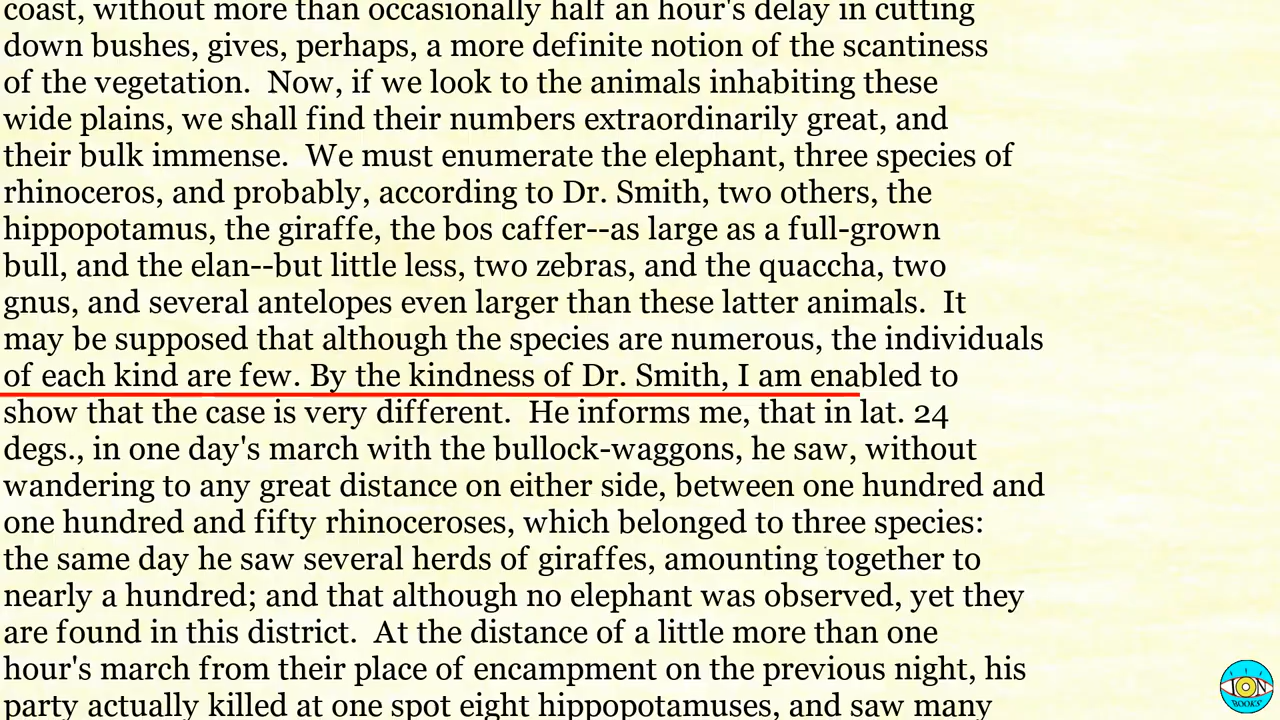 coast, without more than occasionally half an hour's delay in cutting
down bushes, gives, perhaps, a more definite notion of the scantiness
of the vegetation.  Now, if we look to the animals inhabiting these
wide plains, we shall find their numbers extraordinarily great, and
their bulk immense.  We must enumerate the elephant, three species of
rhinoceros, and probably, according to Dr. Smith, two others, the
hippopotamus, the giraffe, the bos caffer--as large as a full-grown
bull, and the elan--but little less, two zebras, and the quaccha, two
gnus, and several antelopes even larger than these latter animals.  It
may be supposed that although the species are numerous, the individuals
of each kind are few. By the kindness of Dr. Smith, I am enabled to
show that the case is very different.  He informs me, that in lat. 24
degs., in one day's march with the bullock-waggons, he saw, without
wandering to any great distance on either side, between one hundred and
one hundred and fifty rhinoceroses, which belonged to three species:
the same day he saw several herds of giraffes, amounting together to
nearly a hundred; and that although no elephant was observed, yet they
are found in this district.  At the distance of a little more than one
hour's march from their place of encampment on the previous night, his
party actually killed at one spot eight hippopotamuses, and saw many
ION
BOOKS